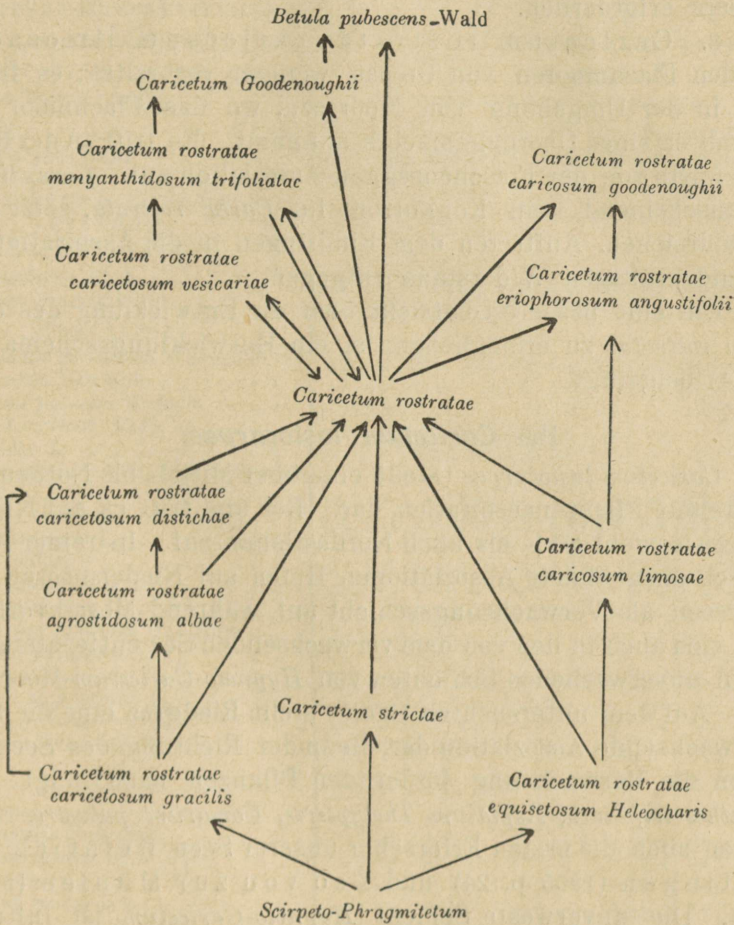 Betula pubescens-Wald
Caricetum Goodenoughii
Caricetum rostratae
menyanthidosum trifoliatac
Caricetum rostratae
caricosum goodenoughii
Caricetum rostratae
caricetosum vesicariae
Caricetum rostratae
eriophorosum angustifolii
Caricetum rostratae
Caricetum rostratae
caricetosum distichae
Caricetum rostratae
caricosum limosae
Caricetum rostratae
agrostidosum albae
Caricetum strictae
Caricetum rostratae
caricetosum gracilis
Caricetum rostratae
equisetosum Heleocharis
Scirpeto-Phragmitetum